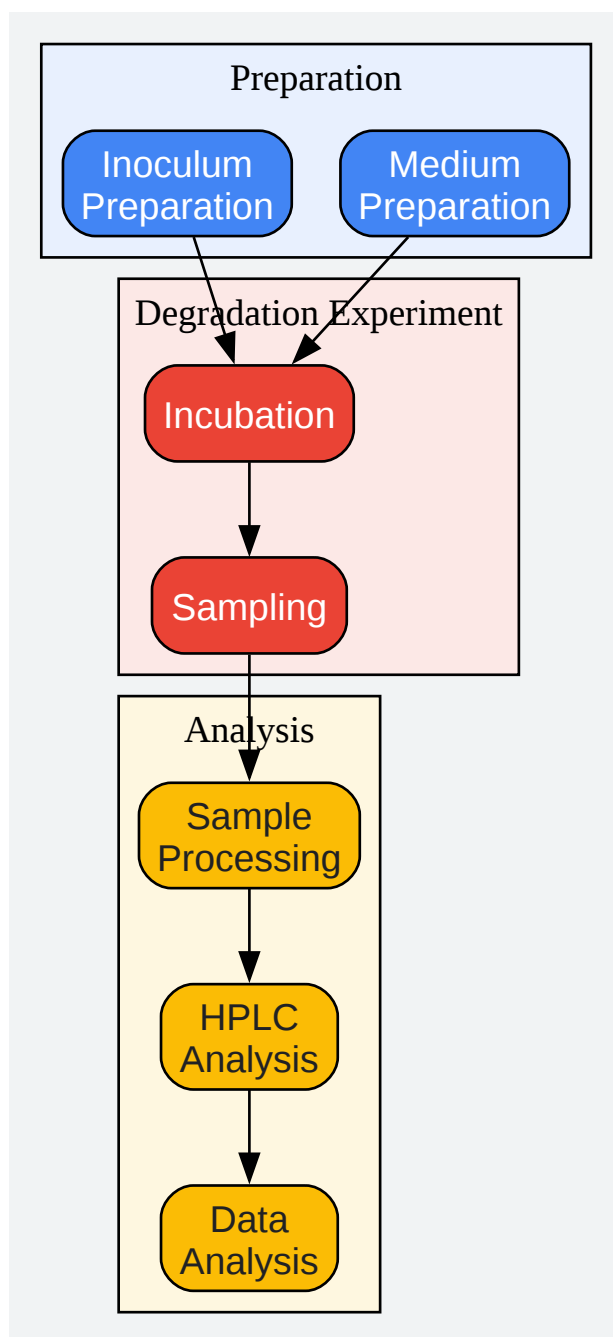 Preparation
Inoculum
Preparation
Medium
Preparation
Degradation Experiment
Incubation
Sampling
Analysis
Sample
Processing
HPLC
Analysis
Data
Analysis